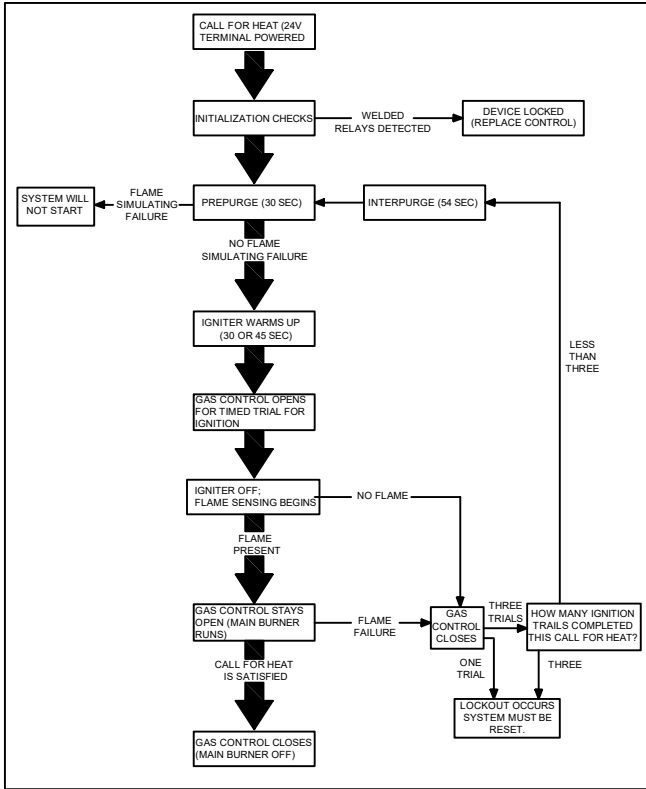 CALL FOR HEAT (24V
TERMINAL POWERED
INITIALIZATION CHECKS
WELDED
RELAYS DETECTED
DEVICE LOCKED
(REPLACE CONTROL)
SYSTEM WILL
NOT START
FLAME
SIMULATING
FAILURE
PREPURGE (30 SEC)
INTERPURGE (54 SEC)
NO FLAME
SIMULATING FAILURE
IGNITER WARMS UP
(30 OR 45 SEC)
LESS
THAN
THREE
GAS CONTROL OPENS
FOR TIMED TRIAL FOR
IGNITION
IGNITER OFF;
FLAME SENSING BEGINS
NO FLAME
FLAME
PRESENT
GAS CONTROL STAYS
OPEN (MAIN BURNER
RUNS)
FLAME
FAILURE
GAS
CONTROL
CLOSES
THREE
TRIALS
HOW MANY IGNITION
TRAILS COMPLETED
THIS CALL FOR HEAT?
CALL FOR HEAT
IS SATISFIED
ONE
TRIAL
THREE
LOCKOUT OCCURS
SYSTEM MUST BE
RESET.
GAS CONTROL CLOSES
(MAIN BURNER OFF)